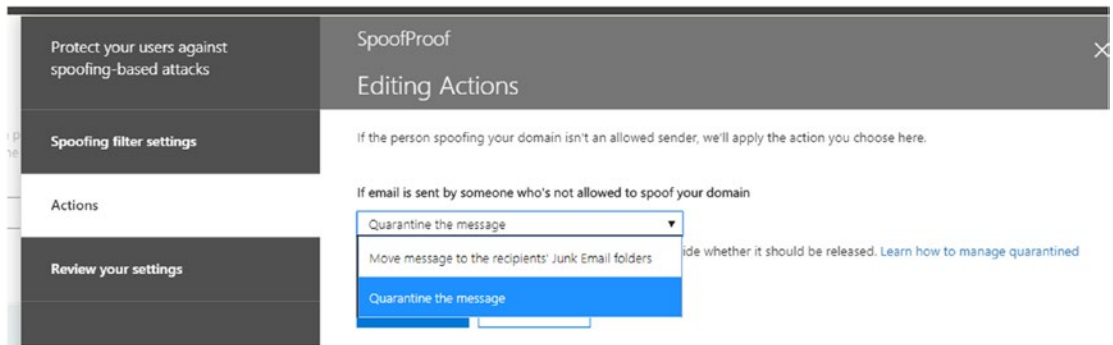 Protect your users against
spoofing-based attacks
SpoofProof
Editing Actions
Spoofing filter settings
If the person spoofing your domain isn't an allowed sender, we'll apply the action you choose here.
Actions
If email is sent by someone who's not allowed to spoof your domain
Quarantine the message
Move message to the recipients' Junk Email folders
whether it should be released. Learn how to manage quarantined
Review your settings
Quarantine the message